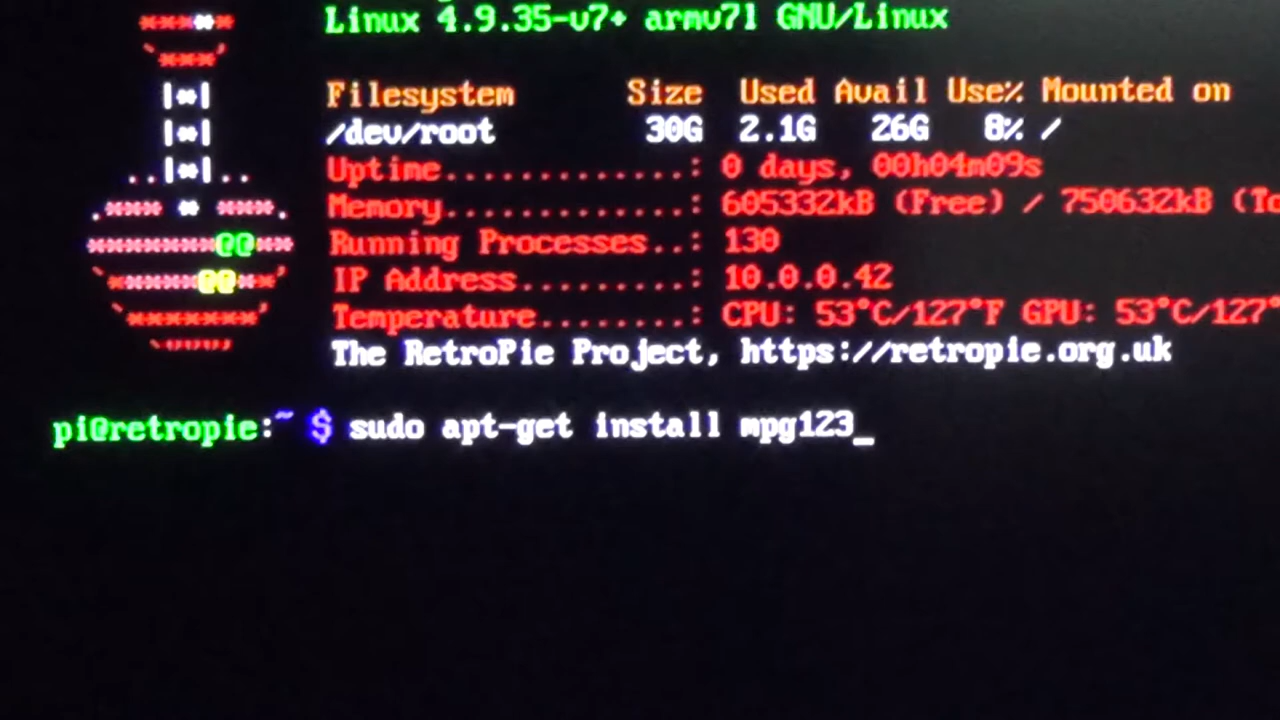 Linux 4.9.35-v7+ armv7l GNU/Linux
Filesystem      Size  Used Avail Use% Mounted on
/dev/root        30G  2.1G   26G   8% /
Uptime.............: 0 days, 00h04m09s
Memory.............: 605332kB (Free) / 750632kB (To
Running Processes..: 130
IP Address.........: 10.0.0.42
Temperature........: CPU: 53°C/127°F GPU: 53°C/127°
The RetroPie Project, https://retropie.org.uk
pi@retropie:~ $ sudo apt-get install mpg123_